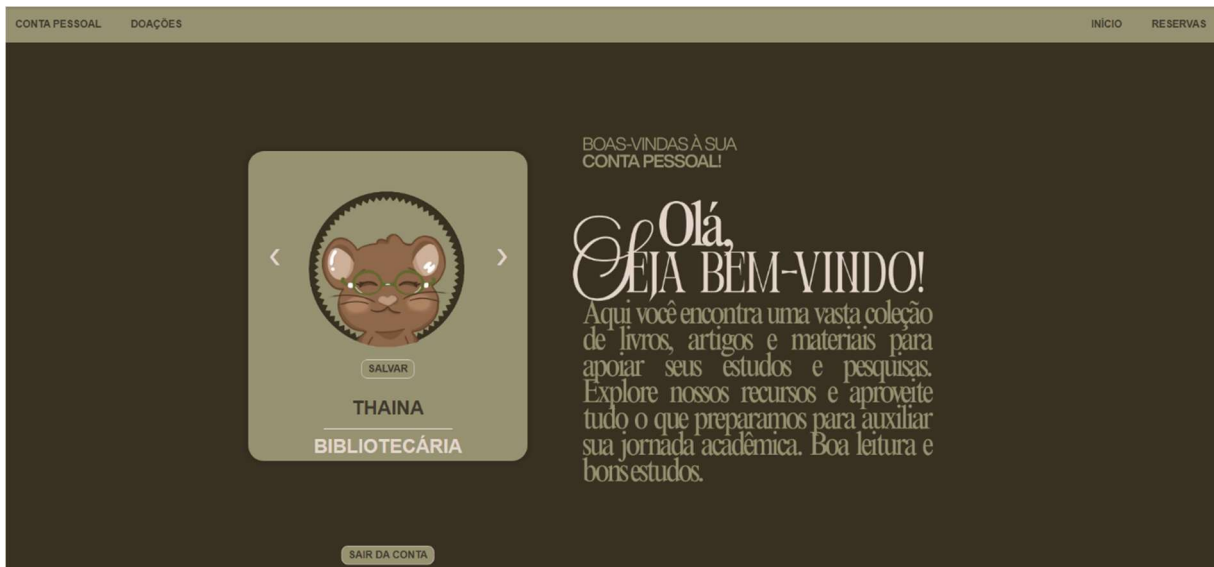 CONTA PESSOAL DOAÇÕES INÍCIO RESERVAS
BOAS-VINDAS À SUA
CONTA PESSOAL!
Olá,
SEJA BEM-VINDO!
Aqui você encontra uma vasta coleção
de livros, artigos e materiais para
apoiar seus estudos e pesquisas.
Explore nossos recursos e aproveite
tudo o que preparamos para auxiliar
sua jornada acadêmica. Boa leitura e
bons estudos.
SALVAR
THAINA
BIBLIOTECÁRIA
SAIR DA CONTA